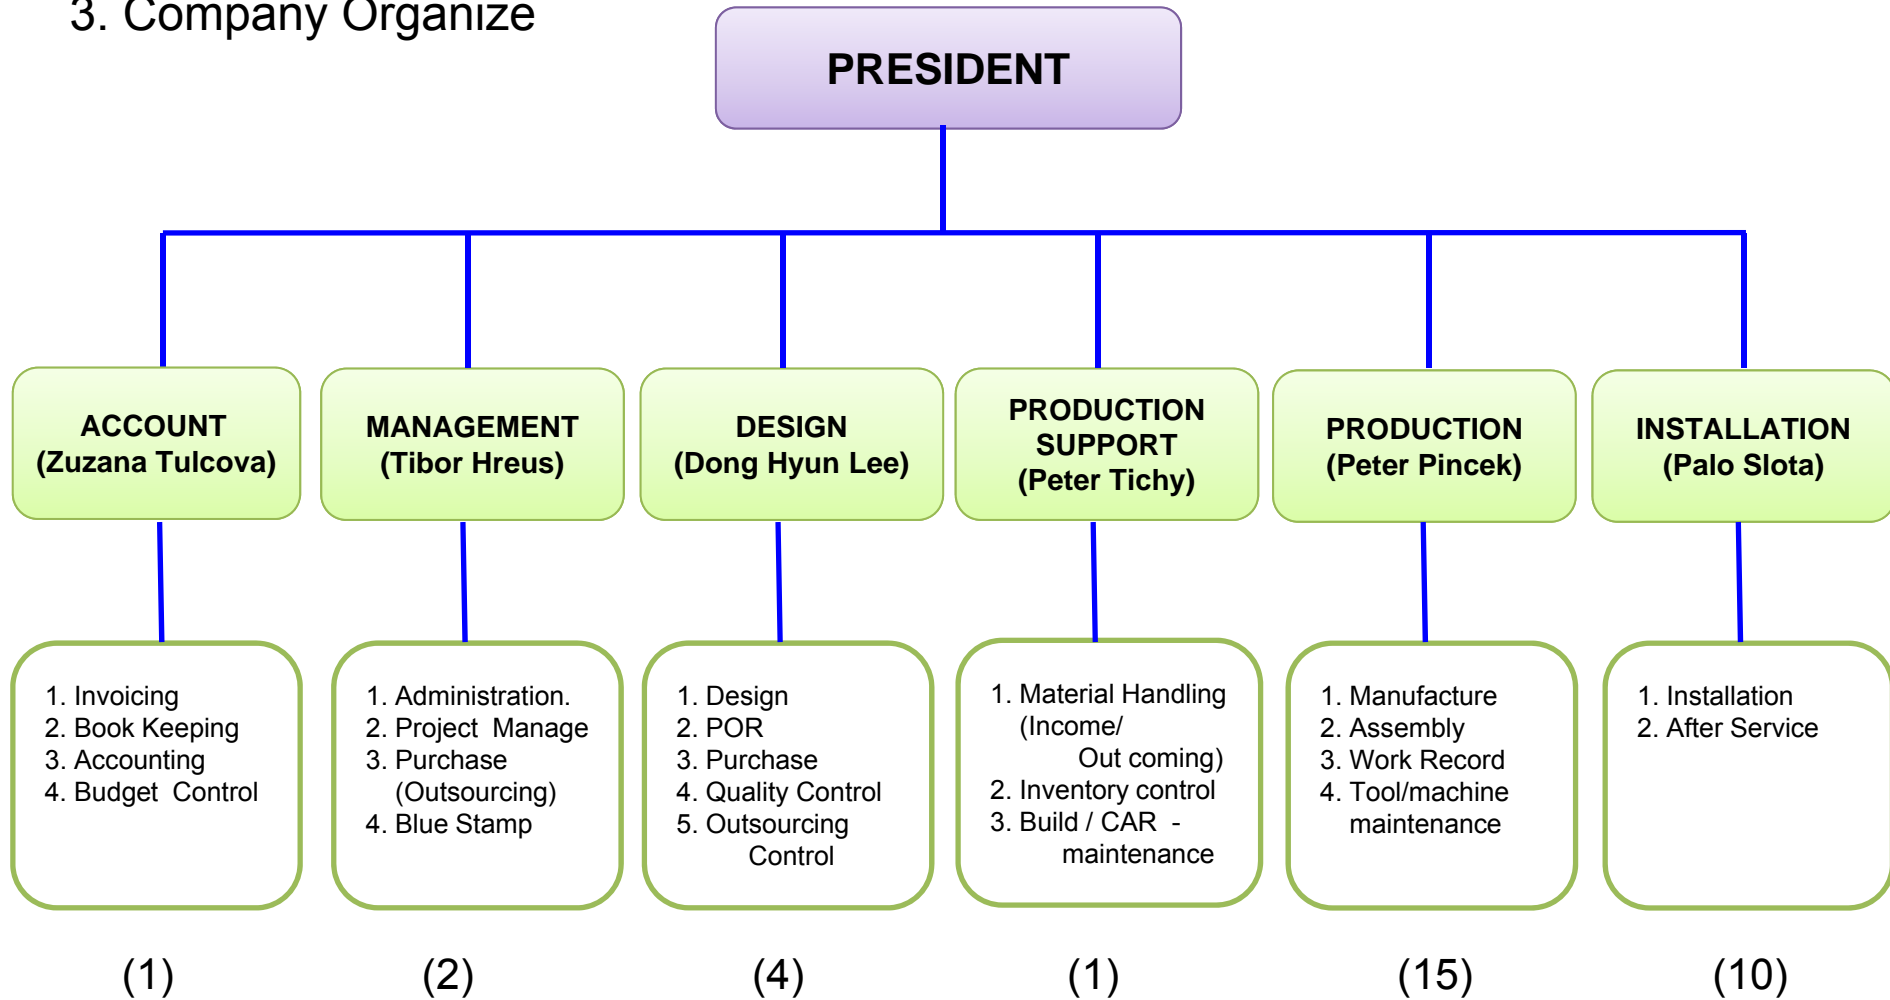 3. Company Organize
PRESIDENT
ACCOUNT
(Zuzana Tulcova)
MANAGEMENT
(Tibor Hreus)
DESIGN
(Dong Hyun Lee)
PRODUCTION
SUPPORT
(Peter Tichy)
PRODUCTION
(Peter Pincek)
INSTALLATION
(Palo Slota)
1. Invoicing
2. Book Keeping
3. Accounting
4. Budget Control
1. Administration.
2. Project Manage
3. Purchase
(Outsourcing)
4. Blue Stamp
1. Design
2. POR
3. Purchase
4. Quality Control
5. Outsourcing
Control
1. Material Handling
(Income/
Out coming)
2. Inventory control
3. Build / CAR -
maintenance
1. Manufacture
2. Assembly
3. Work Record
4. Tool/machine
maintenance
1. Installation
2. After Service
(1)
(2)
(4)
(1)
(15)
(10)